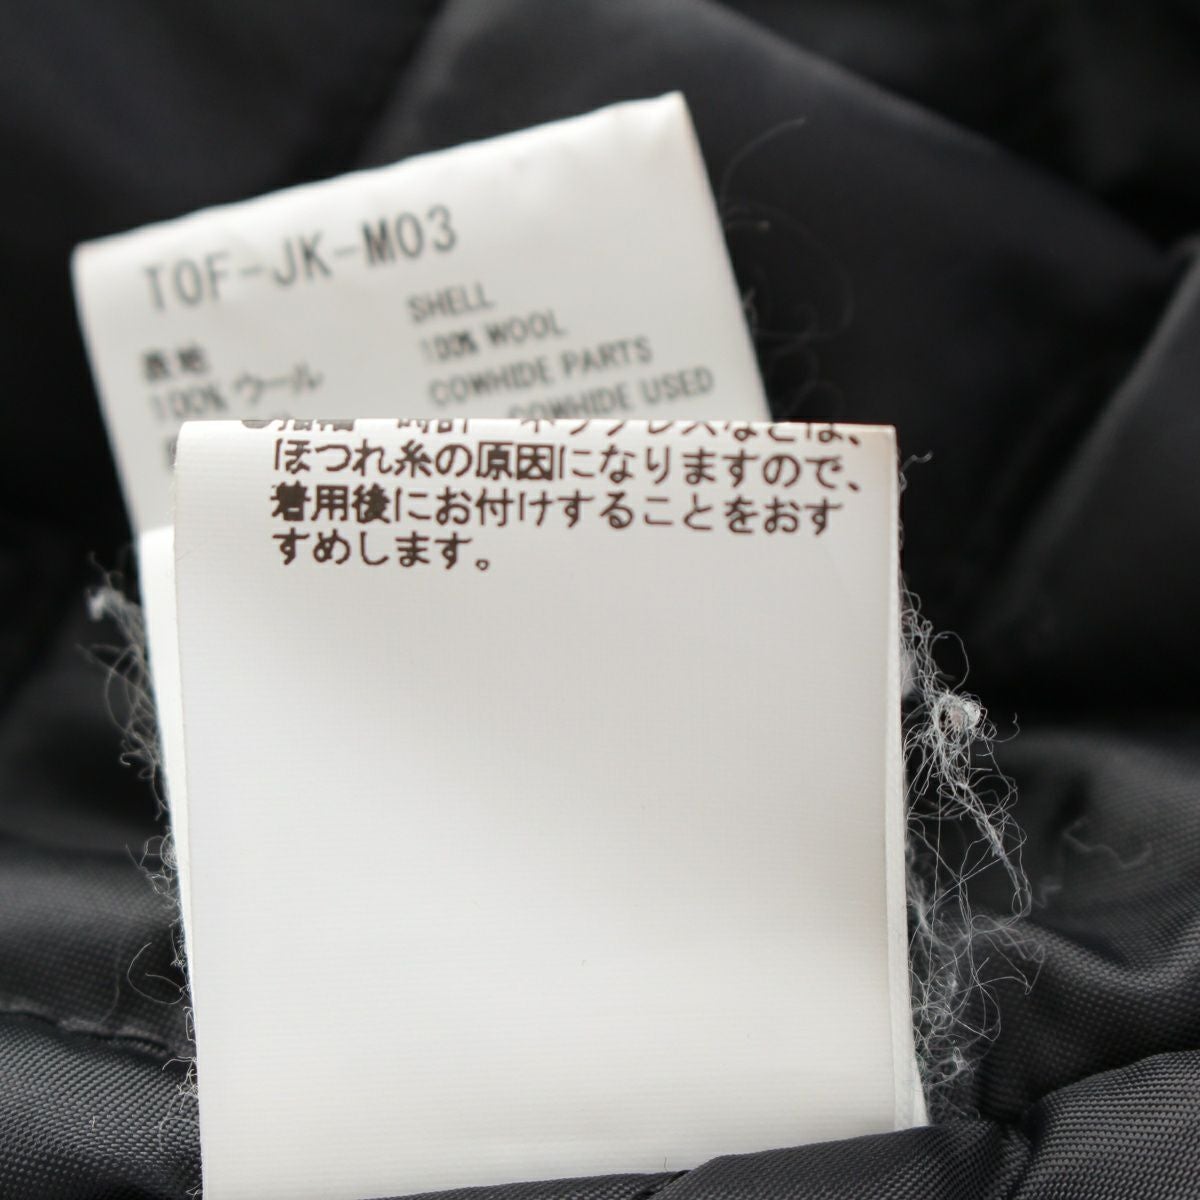 TOF-JK-M03
SHELL
100% WOOL
COWHIDE PARTS
COWHIDE USED
表地
100% ウール
ほつれ糸の原因になりますので、
着用後にお付けすることをおす
すめします。